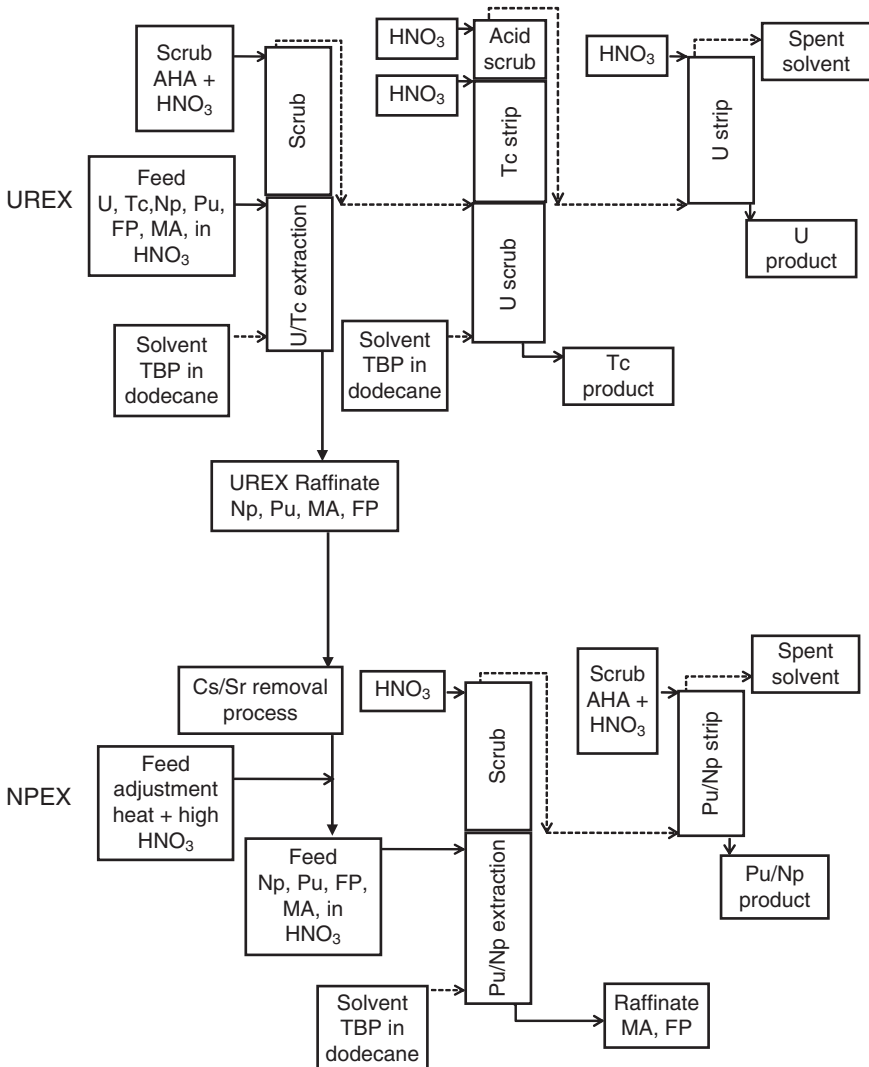 Scrub
AHA +
HNO₃
HNO₃
Acid
scrub
HNO₃
Spent
solvent
HNO₃
Scrub
Tc strip
U strip
UREX
Feed
U, Tc,Np, Pu,
FP, MA, in
HNO₃
U/Tc extraction
U scrub
U
product
Solvent
TBP in
dodecane
Solvent
TBP in
dodecane
Tc
product
UREX Raffinate
Np, Pu, MA, FP
Cs/Sr removal
process
HNO₃
Scrub
Scrub
AHA +
HNO₃
Spent
solvent
Pu/Np strip
NPEX
Feed
adjustment
heat + high
HNO₃
Feed
Np, Pu, FP,
MA, in
HNO₃
Pu/Np extraction
Pu/Np
product
Solvent
TBP in
dodecane
Raffinate
MA, FP